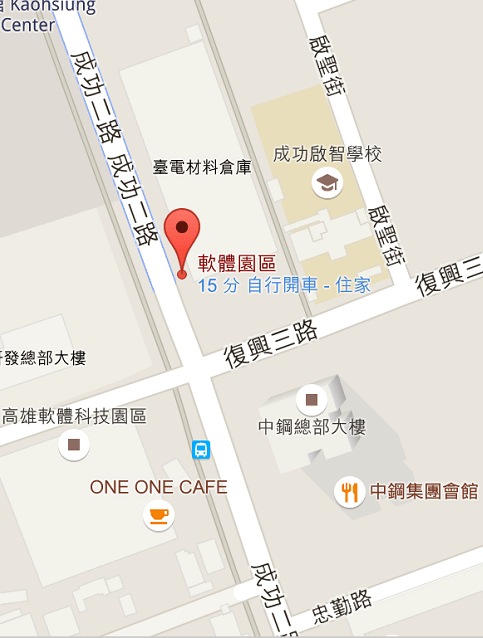 Kaohsiung
Center
成功二路
成功二路
啟聖街
臺電材料倉庫
成功啟智學校
啟聖街
軟體園區
15 分 自行開車 - 住家
復興三
復興三路
發總部大樓
高雄軟體科技園區
中鋼總部大樓
ONE ONE CAFE
中鋼集團會館
成功二路
忠勤路